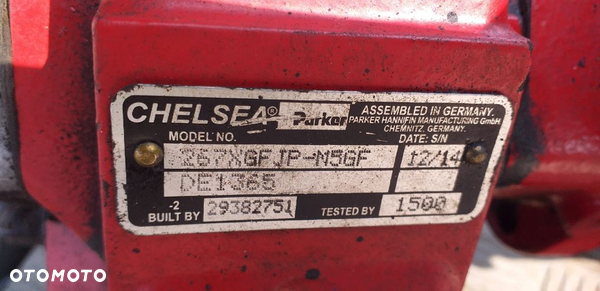 CHELSEA® Parker
ASSEMBLED IN GERMANY.
PARKER HANNIFIN MANUFACTURING GmbH
CHEMNITZ, GERMANY.
MODEL NO. DATE: S/N
267XGFJP-M5GF 12/14
DE1365
-2
BUILT BY 29382751 TESTED BY 1500
OTOMOTO